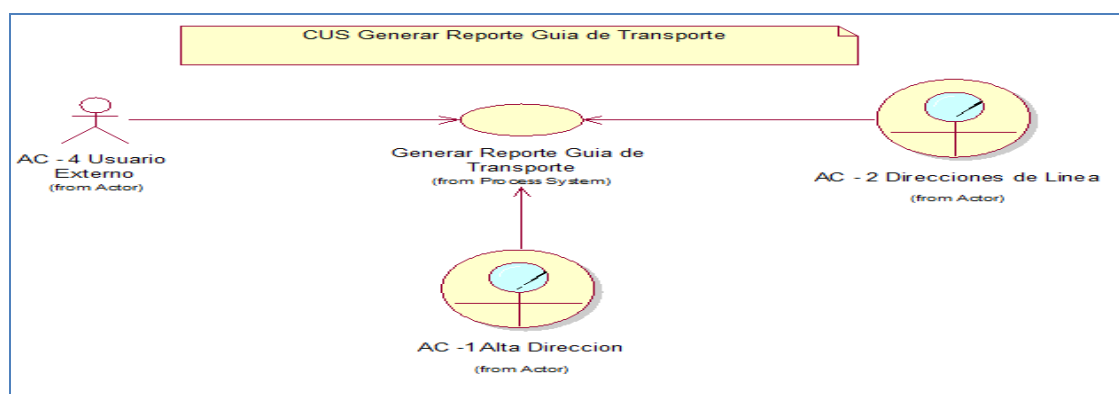 CUS Generar Reporte Guia de Transporte
AC - 4 Usuario
Externo
(from Actor)
Generar Reporte Guia de
Transporte
(from Process System)
AC - 2 Direcciones de Linea
(from Actor)
AC -1 Alta Direccion
(from Actor)